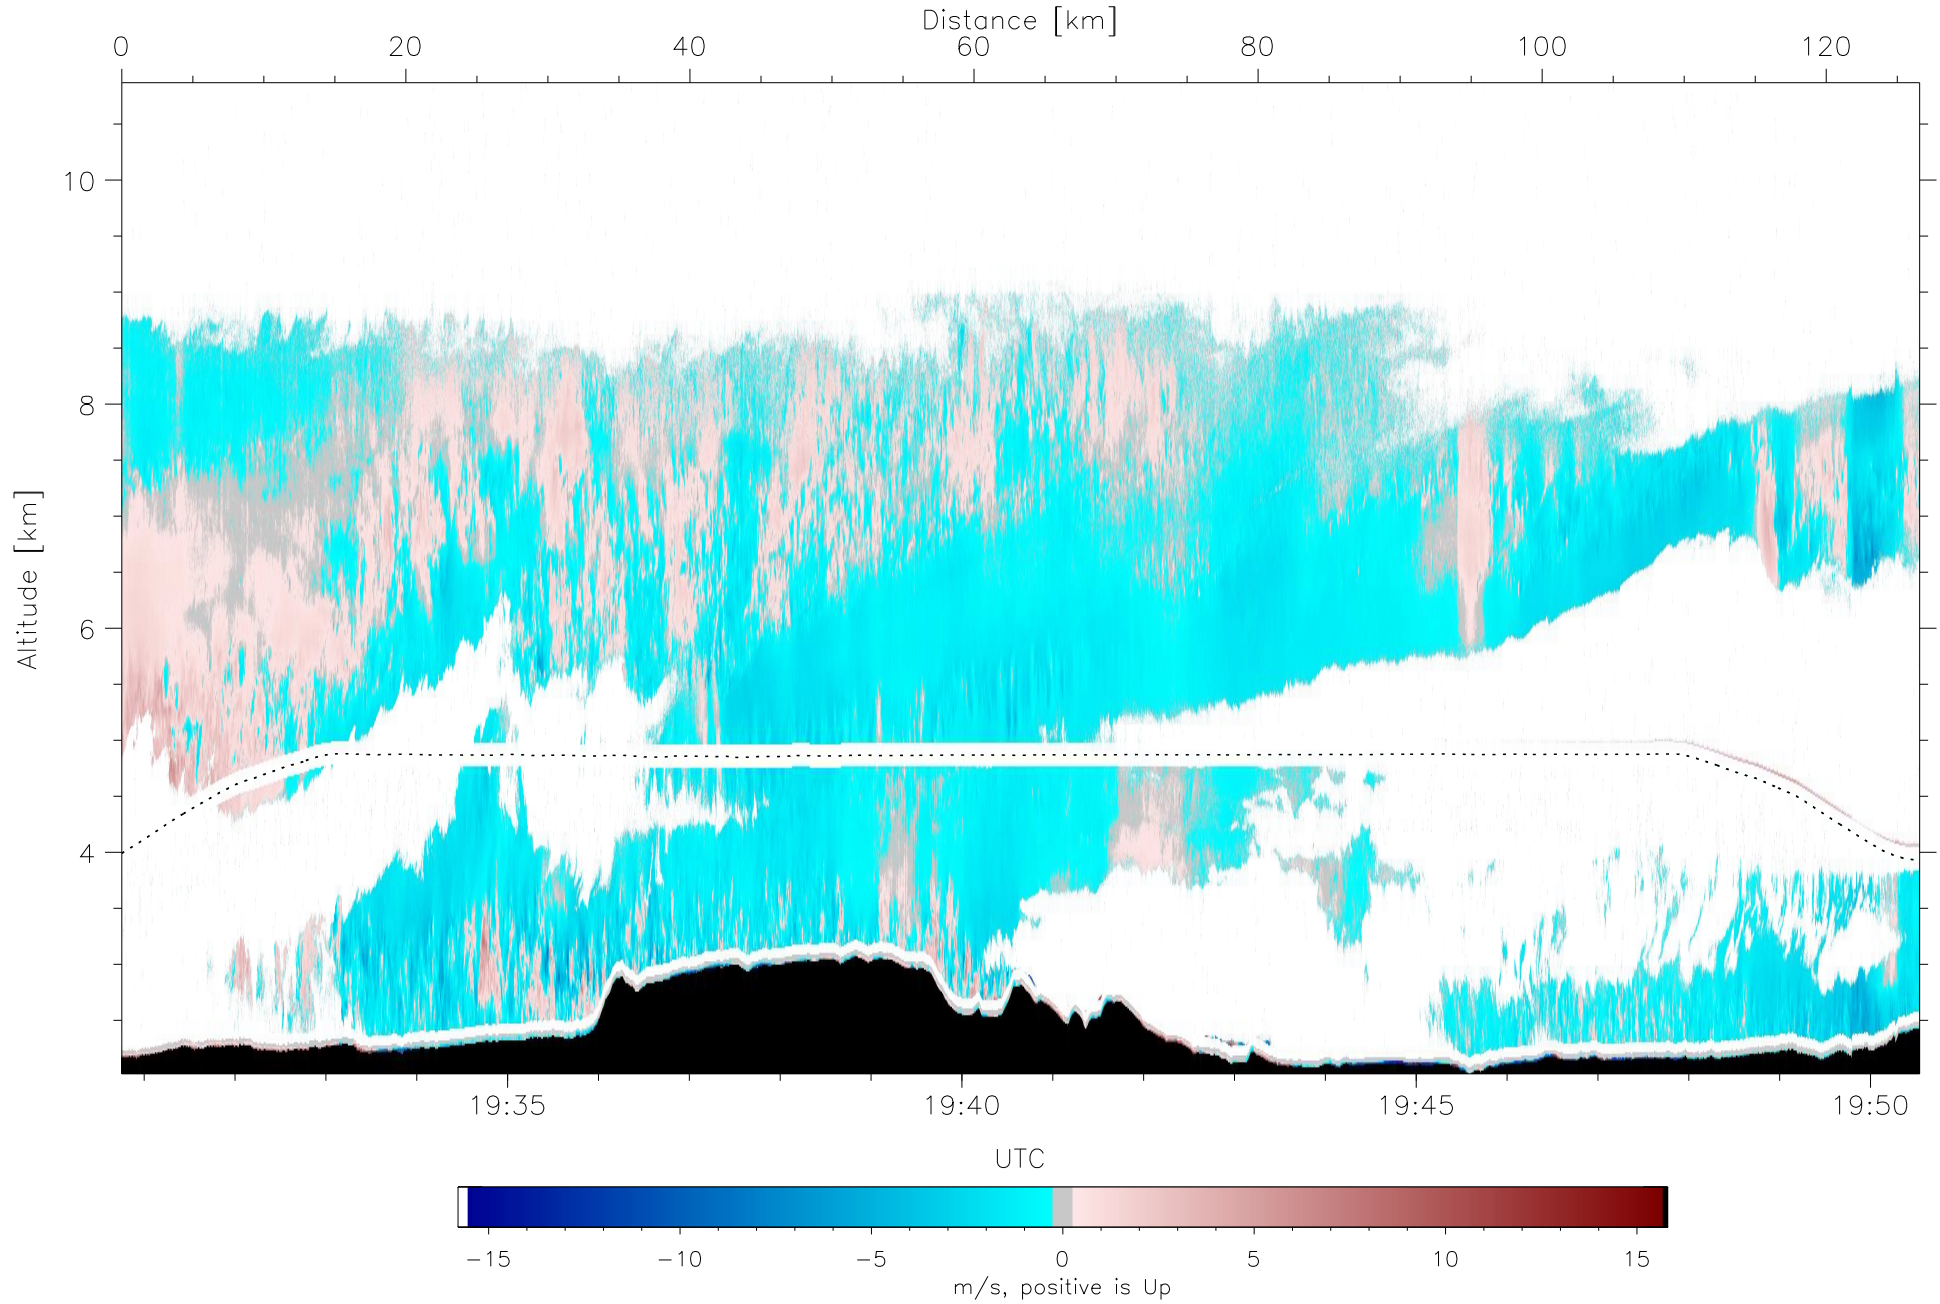 Distance [km]
0 20 40 60 80 100 120
10
8
6
4
Altitude [km]
19:35 19:40 19:45 19:50
UTC
-15 -10 -5 0 5 10 15
m/s, positive is Up